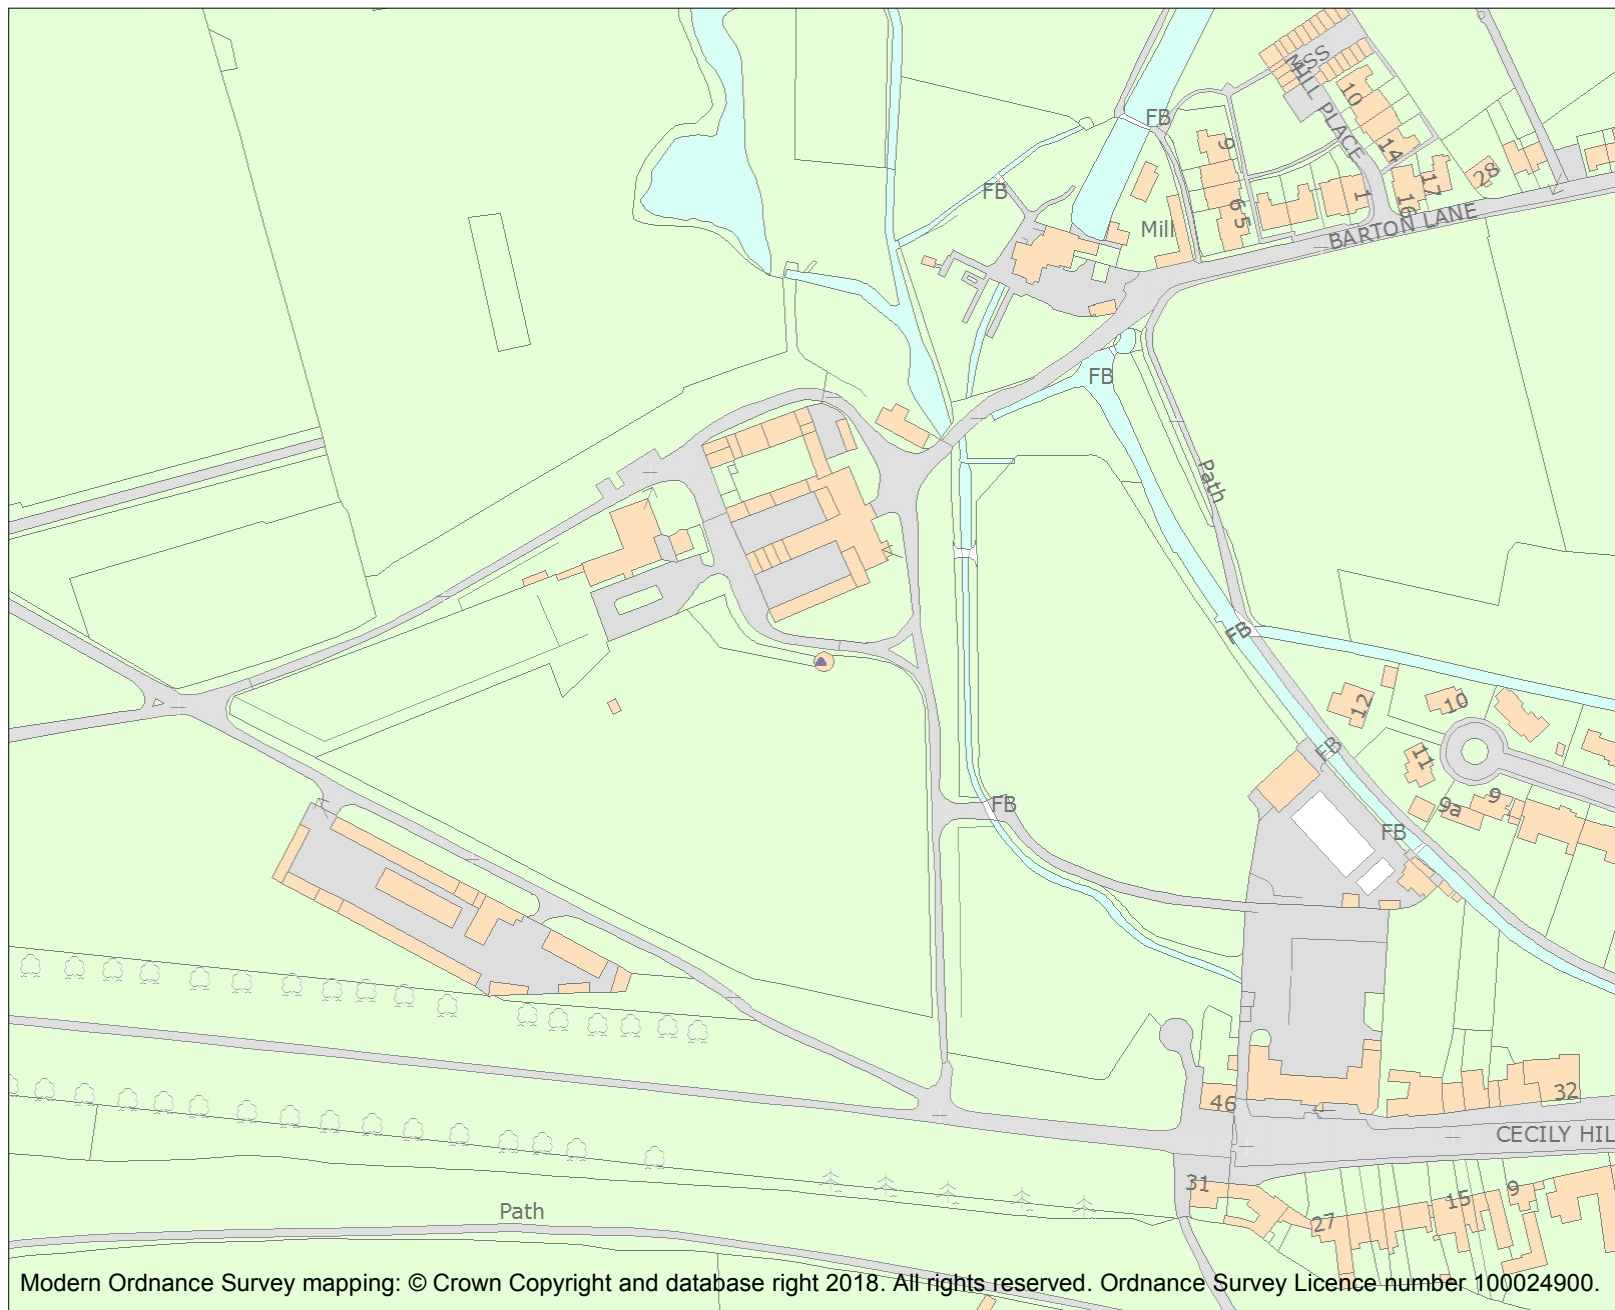 FB
MSS
MILL PLACE
10
14
9
FB
6 5
Mill
1
16
17
28
BARTON LANE
FB
Path
FB
12
10
FB
11
9a
9
FB
FB
46
32
CECILY HIL
31
27
15
9
Path
Modern Ordnance Survey mapping: © Crown Copyright and database right 2018. All rights reserved. Ordnance Survey Licence number 100024900.